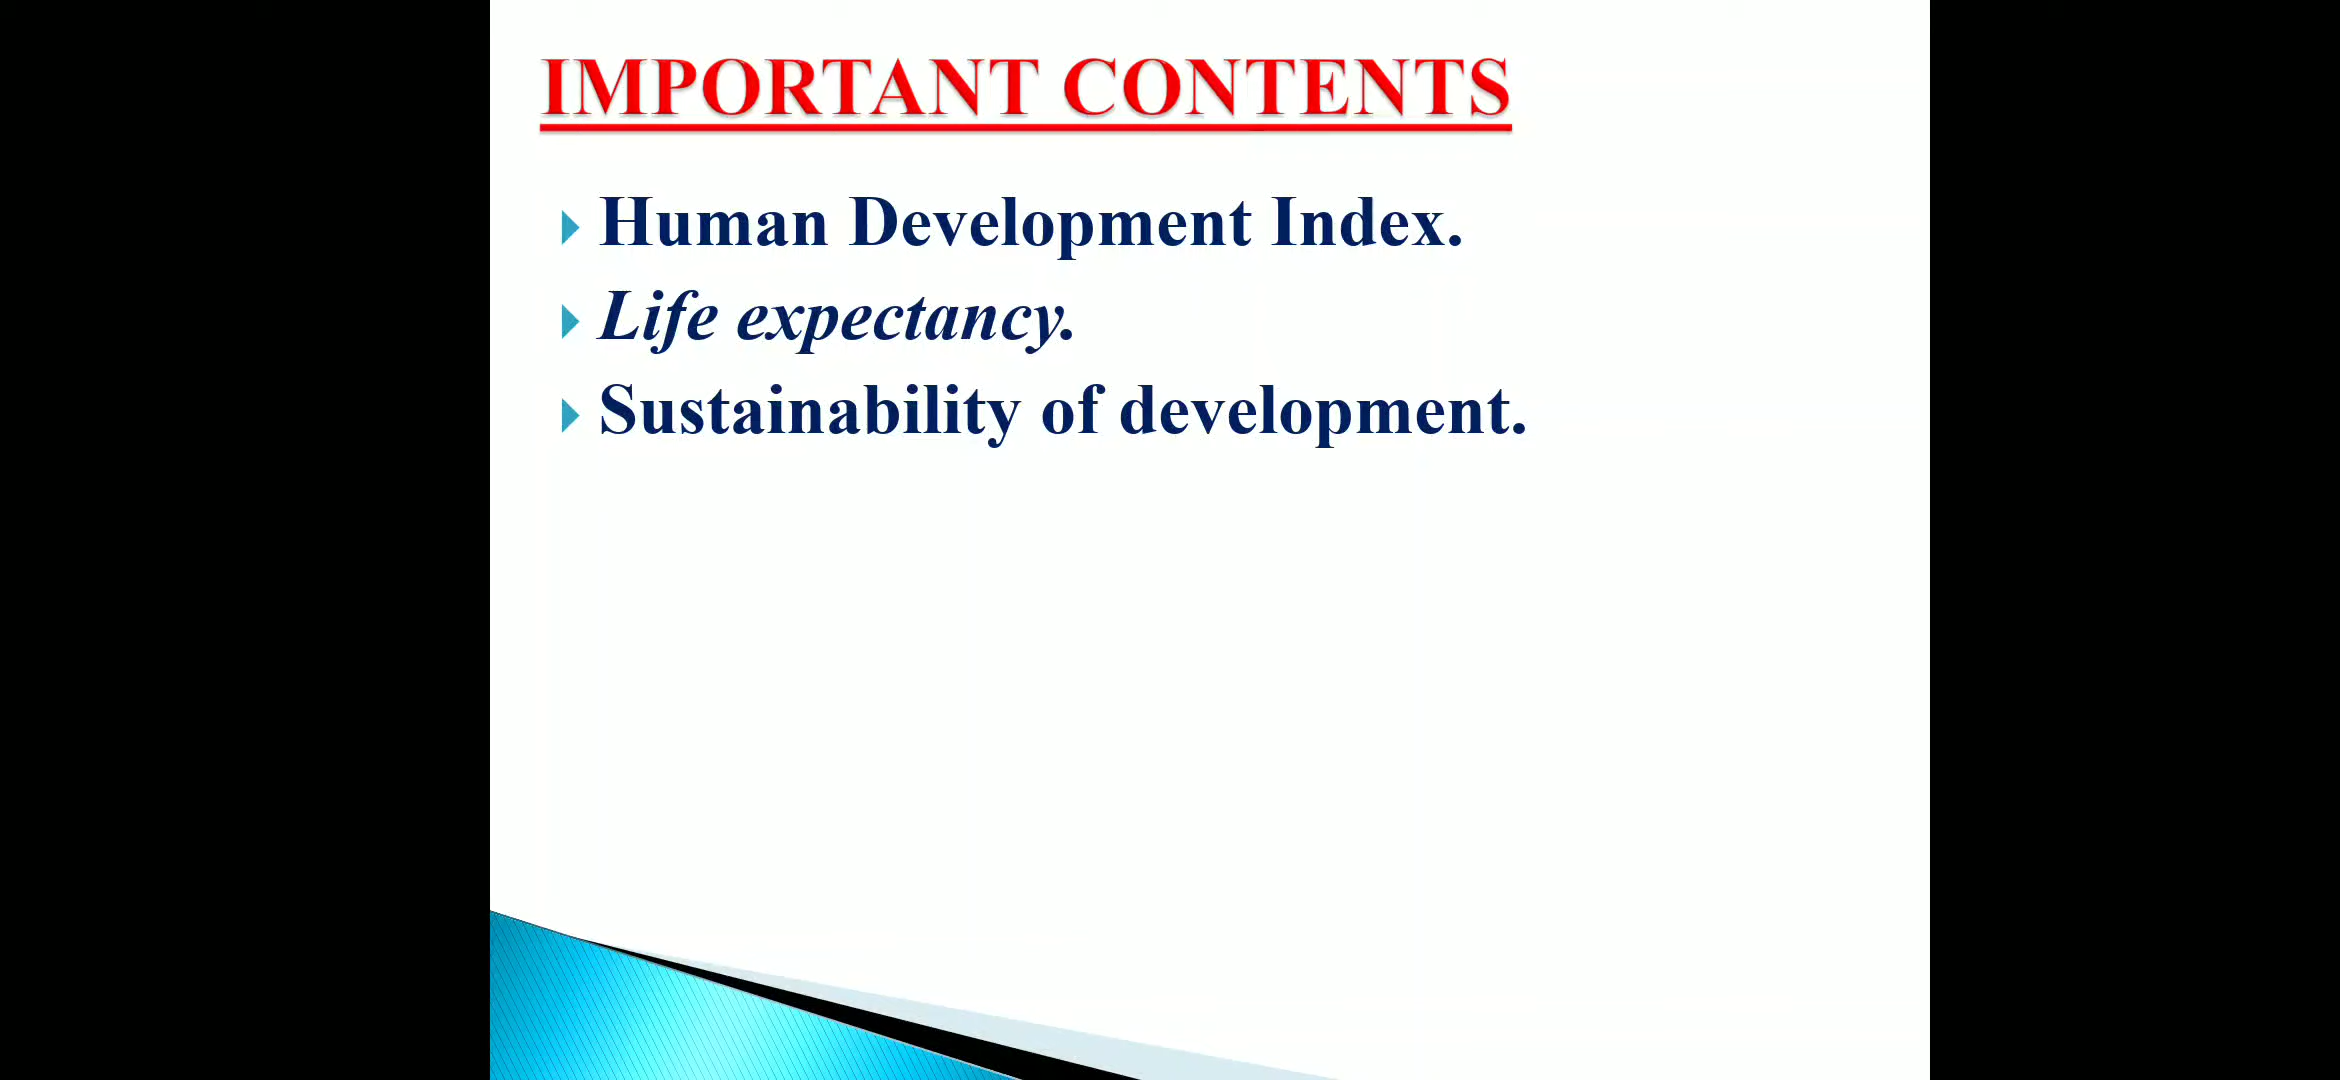 IMPORTANT CONTENTS
Human Development Index.
Life expectancy.
Sustainability of development.